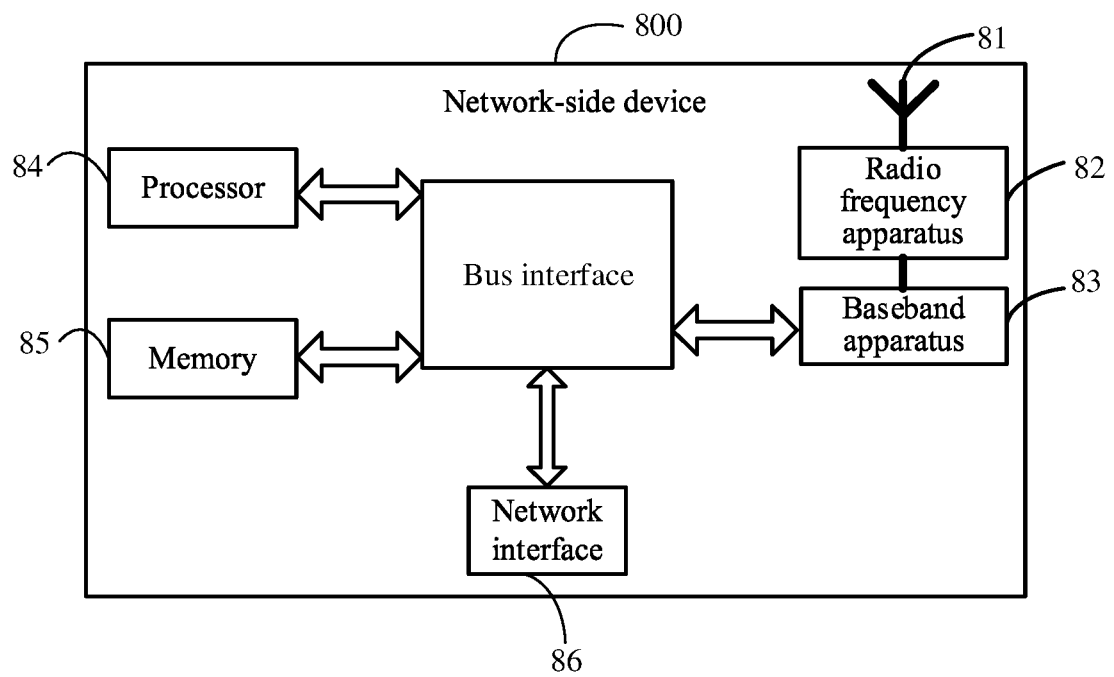 800
81
Network-side device
84
Processor
Radio
frequency
apparatus
82
Bus interface
83
Baseband
apparatus
85
Memory
Network
interface
86